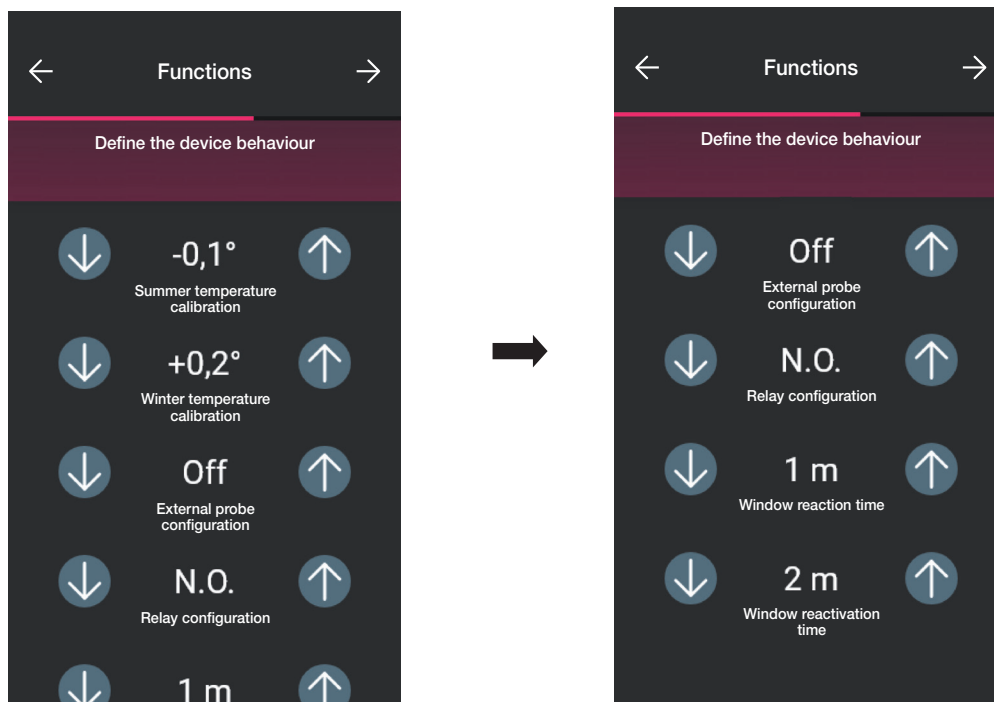 Functions
Define the device behaviour
-0,1°
Summer temperature
calibration
+0,2°
Winter temperature
calibration
Off
External probe
configuration
N.O.
Relay configuration
1 m
Functions
Define the device behaviour
Off
External probe
configuration
N.O.
Relay configuration
1 m
Window reaction time
2 m
Window reactivation
time